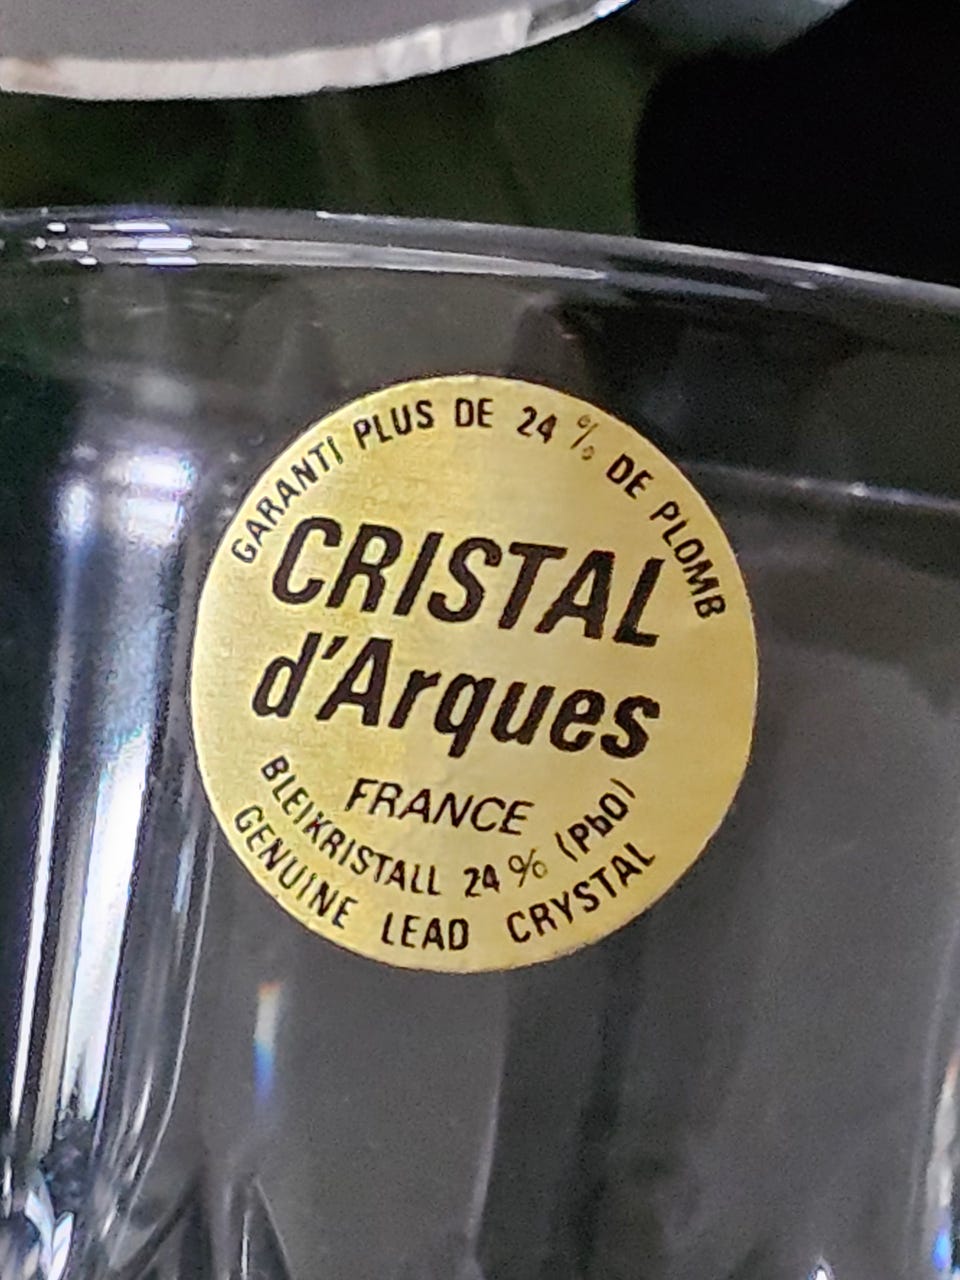 GARANTI PLUS DE 24 % DE PLOMB
CRISTAL
d'Arques
FRANCE
BLEIKRISTALL 24 % (PbO)
GENUINE LEAD CRYSTAL